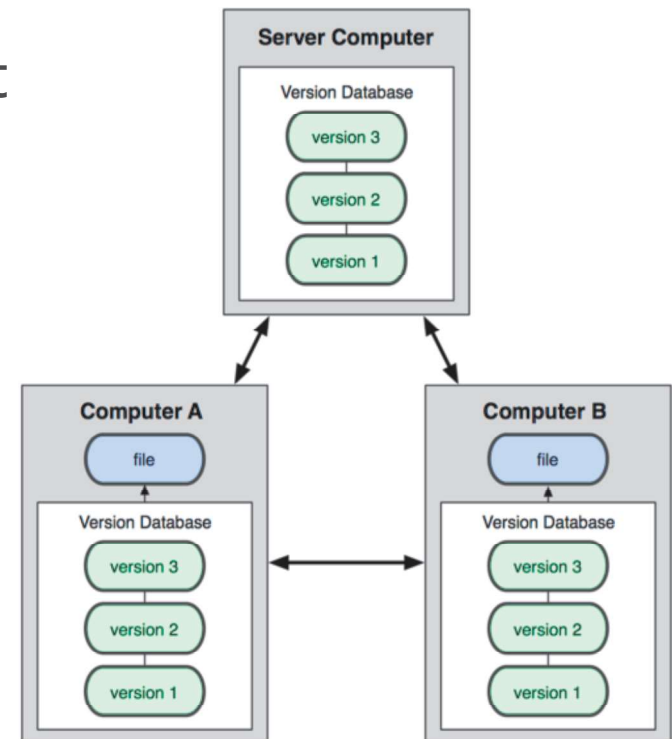 t
Server Computer
Version Database
version 3
version 2
version 1
Computer A
file
Version Database
version 3
version 2
version 1
Computer B
file
Version Database
version 3
version 2
version 1